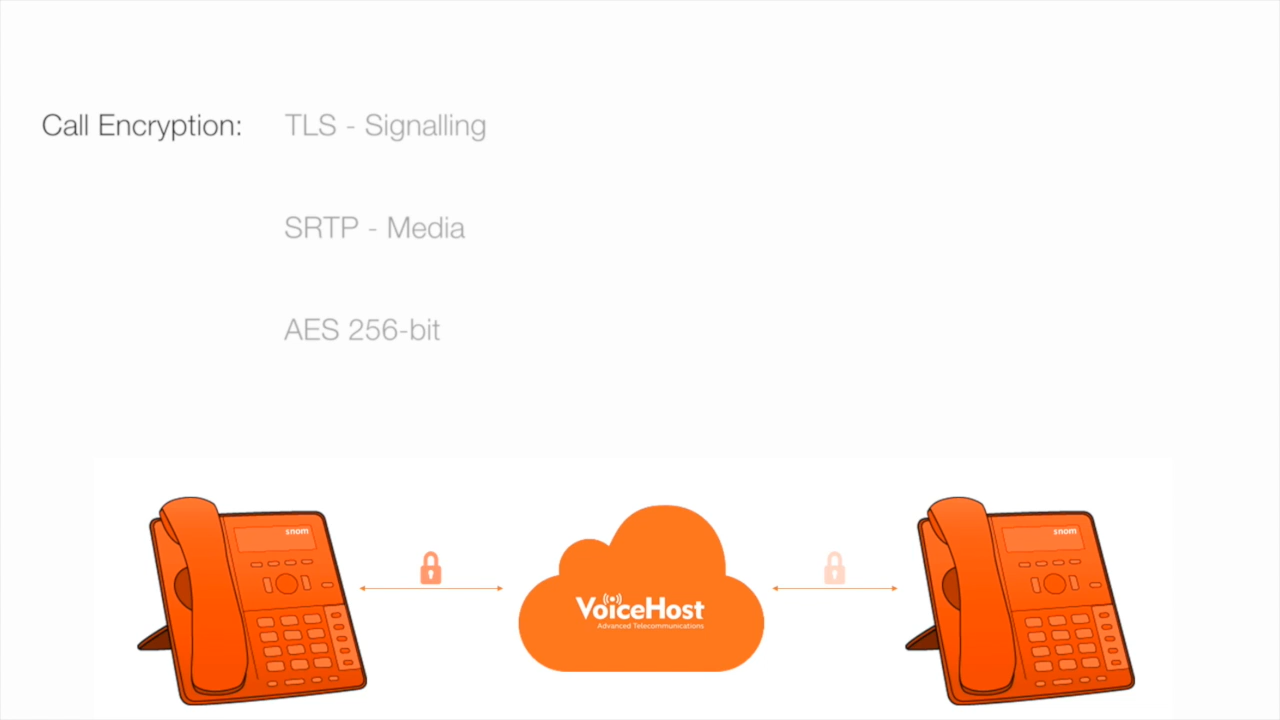 Call Encryption: TLS - Signalling
SRTP - Media
AES 256-bit
snom
snom
VoiceHost
Advanced Telecommunications